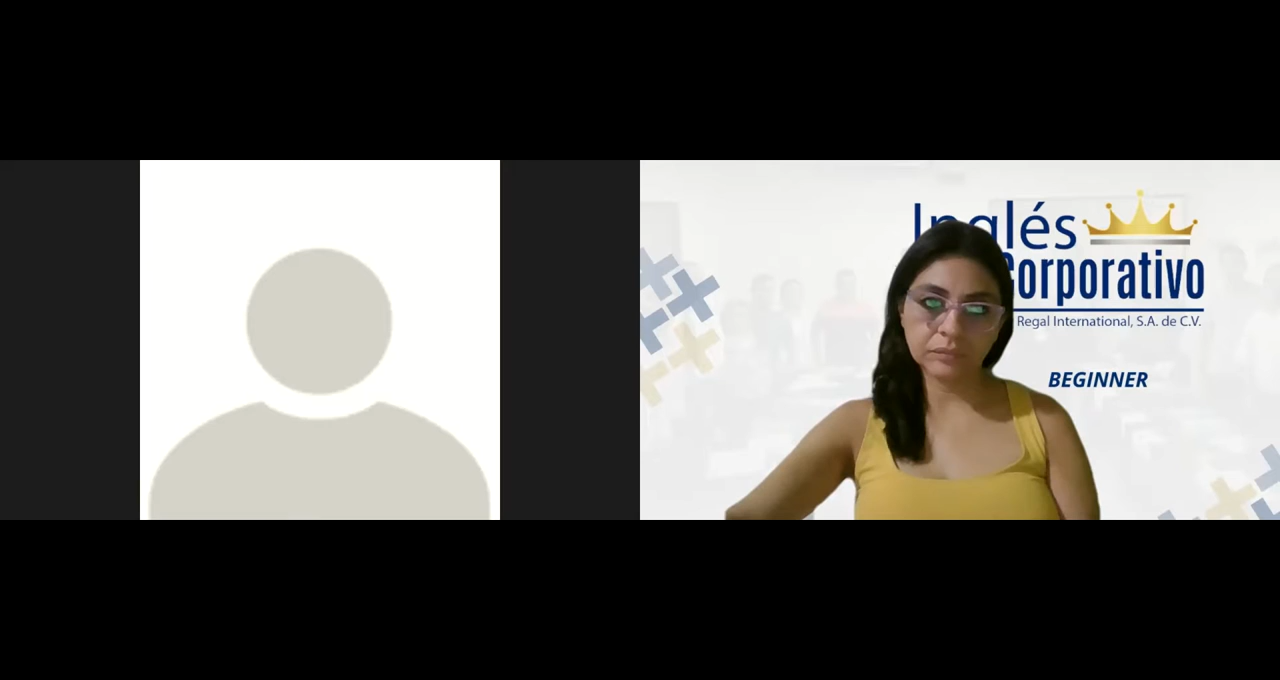 Inglés
Corporativo
Regal International, S.A. de C.V.
BEGINNER